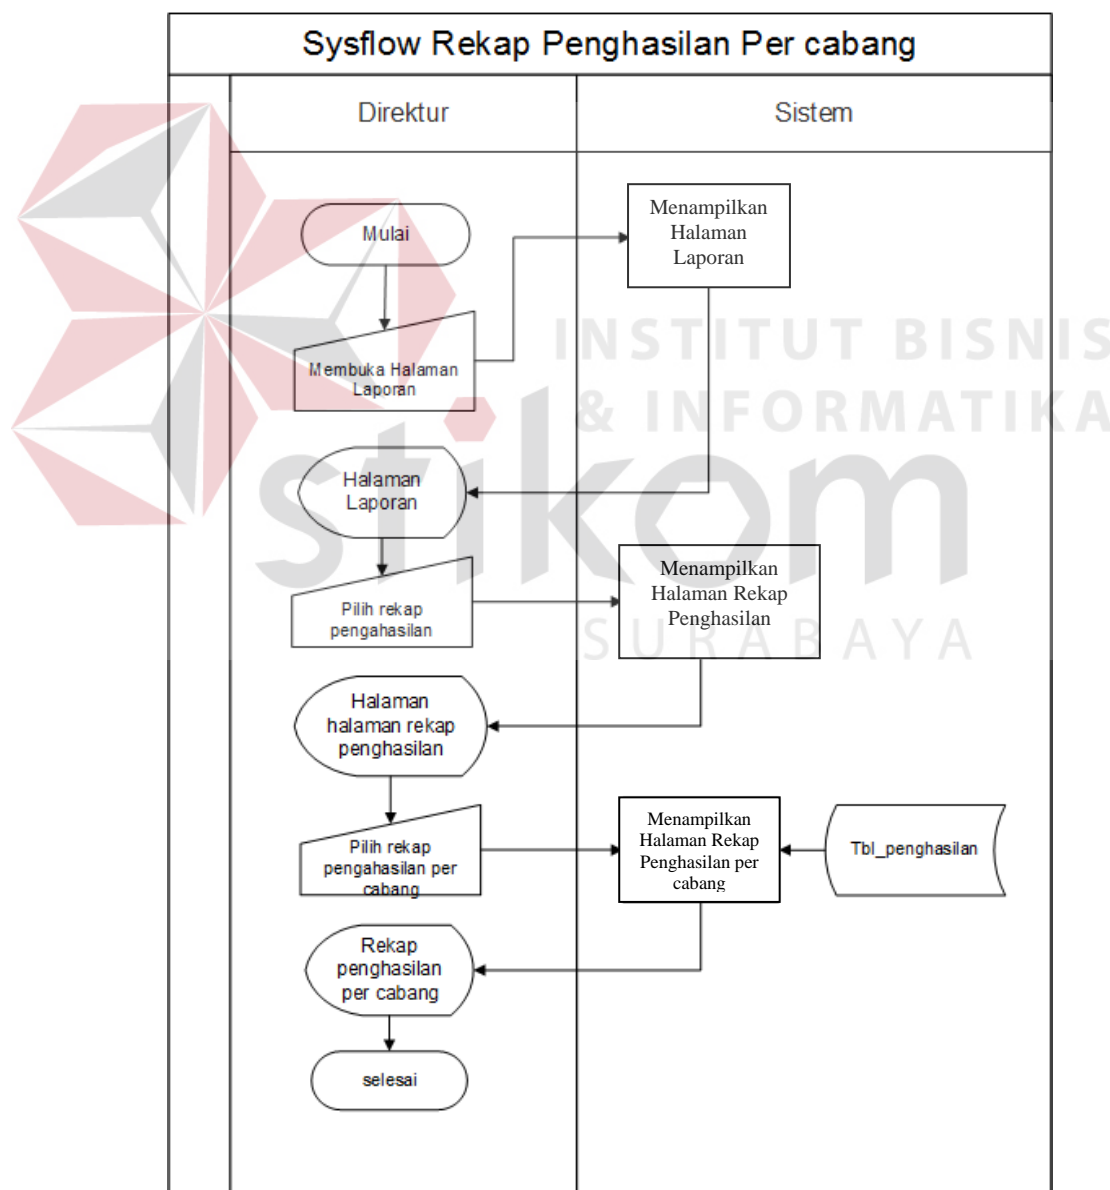 Sysflow Rekap Penghasilan Per cabang
Direktur
Sistem
Mulai
Menampilkan
Halaman
Laporan
Membuka Halaman
Laporan
INSTITUT BISNIS
& INFORMATIKA
stikom
SURABAYA
Halaman
Laporan
Pilih rekap
pengahasilan
Menampilkan
Halaman Rekap
Penghasilan
Halaman
halaman rekap
penghasilan
Pilih rekap
pengahasilan per
cabang
Menampilkan
Halaman Rekap
Penghasilan per
cabang
Tbl_penghasilan
Rekap
penghasilan
per cabang
selesai